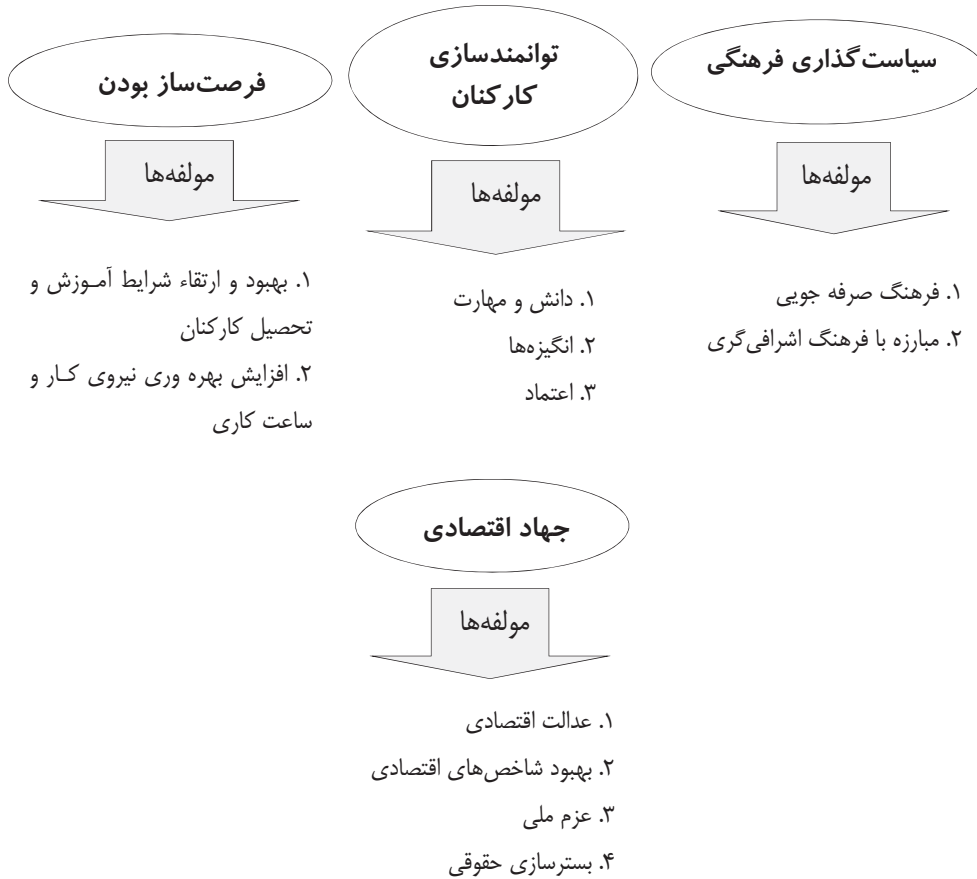 سیاست‌گذاری فرهنگی
مولفه‌ها
۱. فرهنگ صرفه جویی
۲. مبارزه با فرهنگ اشرافی‌گری
توانمندسازی
کارکنان
مولفه‌ها
۱. دانش و مهارت
۲. انگیزه‌ها
۳. اعتماد
فرصت‌ساز بودن
مولفه‌ها
۱. بهبود و ارتقاء شرایط آمـوزش و
تحصیل کارکنان
۲. افزایش بهره وری نیروی کـار و
ساعت کاری
جهاد اقتصادی
مولفه‌ها
۱. عدالت اقتصادی
۲. بهبود شاخص‌های اقتصادی
۳. عزم ملی
۴. بسترسازی حقوقی